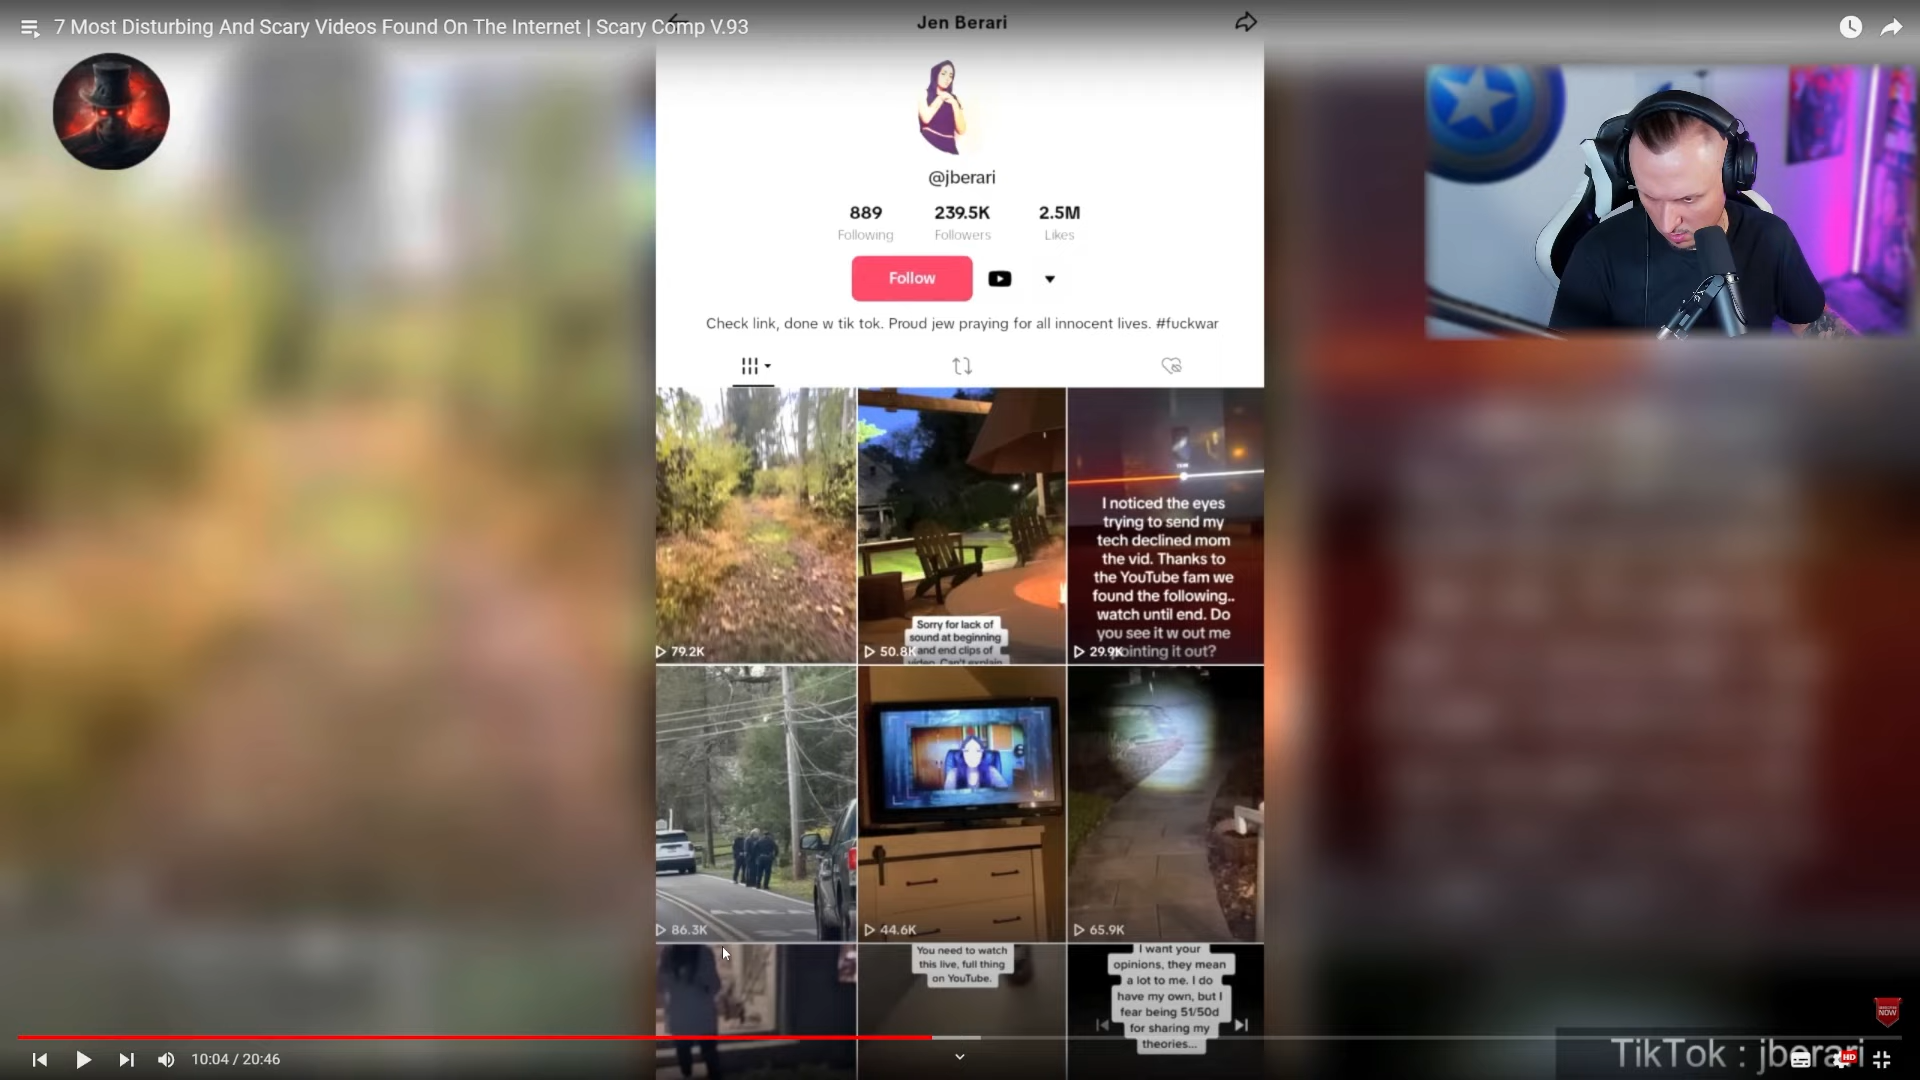 7 Most Disturbing And Scary Videos Found On The Internet | Scary Comp V.93
Jen Berari
@jberari
889
239.5K
2.5M
Following
Followers
Likes
Follow
Check link, done w tik tok. Proud jew praying for all innocent lives. #fuckwar
Sorry for lack of
sound at beginning
and end clips of
video. Can't explain
I noticed the eyes
trying to send my
tech declined mom
the vid. Thanks to
the YouTube fam we
found the following..
watch until end. Do
you see it w out me
pointing it out?
79.2K
50.8K
29.9K
86.3K
44.6K
65.9K
You need to watch
this live, full thing
on YouTube.
I want your
opinions, they mean
a lot to me. I do
have my own, but I
fear being 51/50d
for sharing my
theories...
NOW
10:04 / 20:46
TikTok : jberari
HD